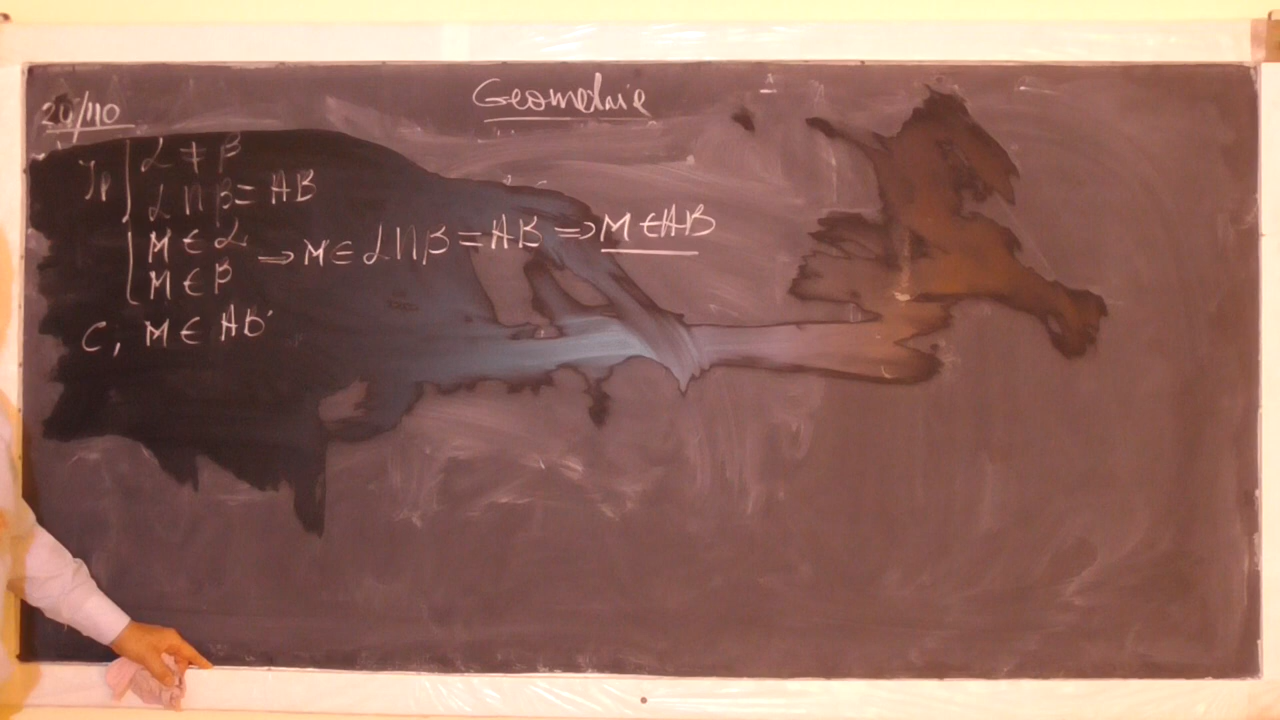 Geometrie
20/110
Ip α ≠ β
α ∩ β = AB
M ∈ α
M ∈ β
⇒ M ∈ α ∩ β = AB ⇒ M ∈ AB
C, M ∈ AB